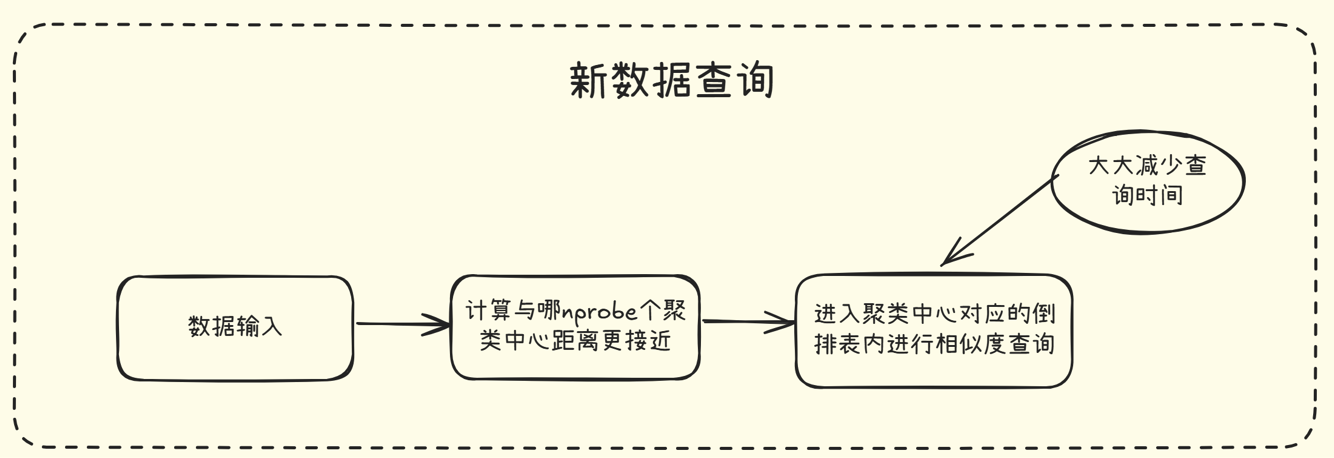 新数据查询
大大减少查
询时间
数据输入
计算与哪nprobe个聚
类中心距离更接近
进入聚类中心对应的倒
排表内进行相似度查询